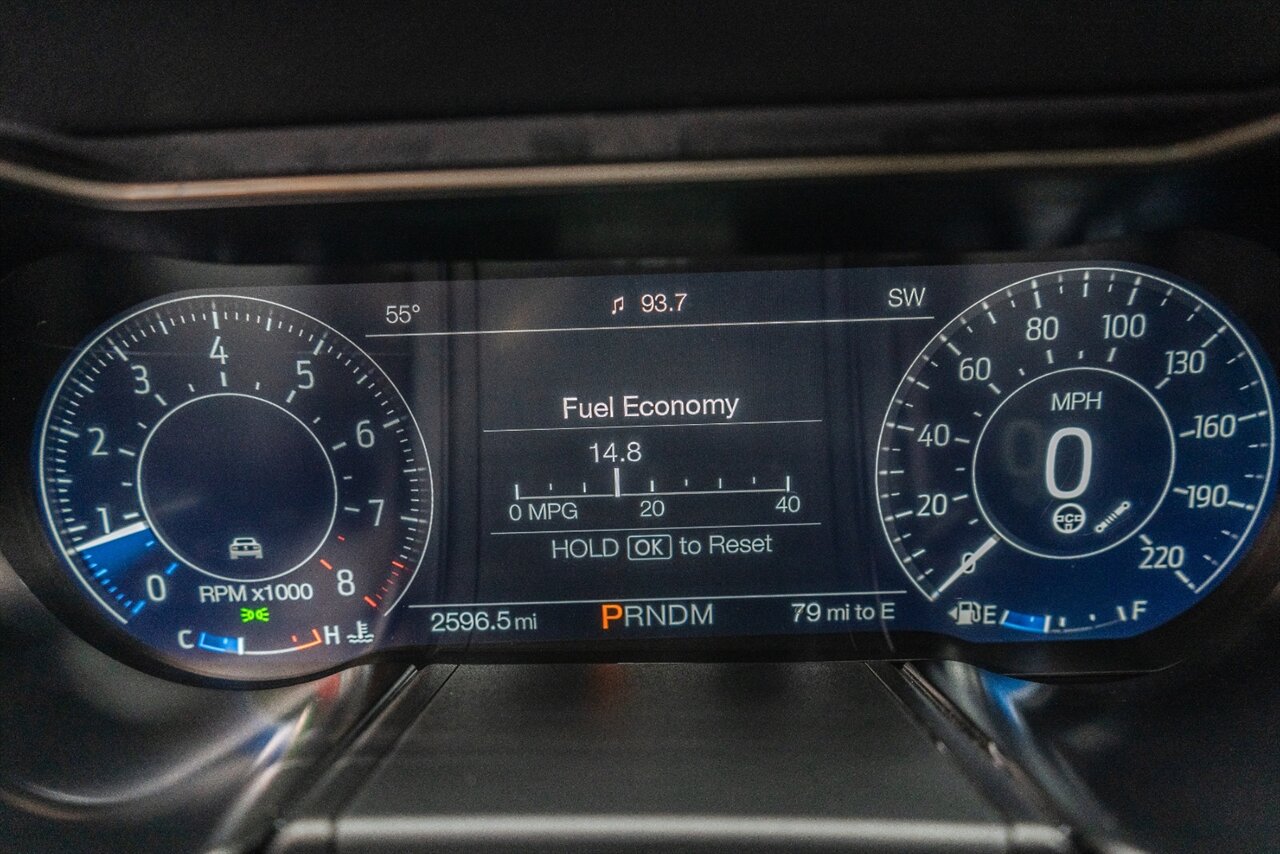 55° 93.7 SW
0 1 2 3 4 5 6 7 8
RPM x1000
C H
Fuel Economy
14.8
0 MPG 20 40
HOLD OK to Reset
2596.5 mi PRNDM 79 mi to E
0 20 40 60 80 100 130 160 190 220
MPH
0
E F